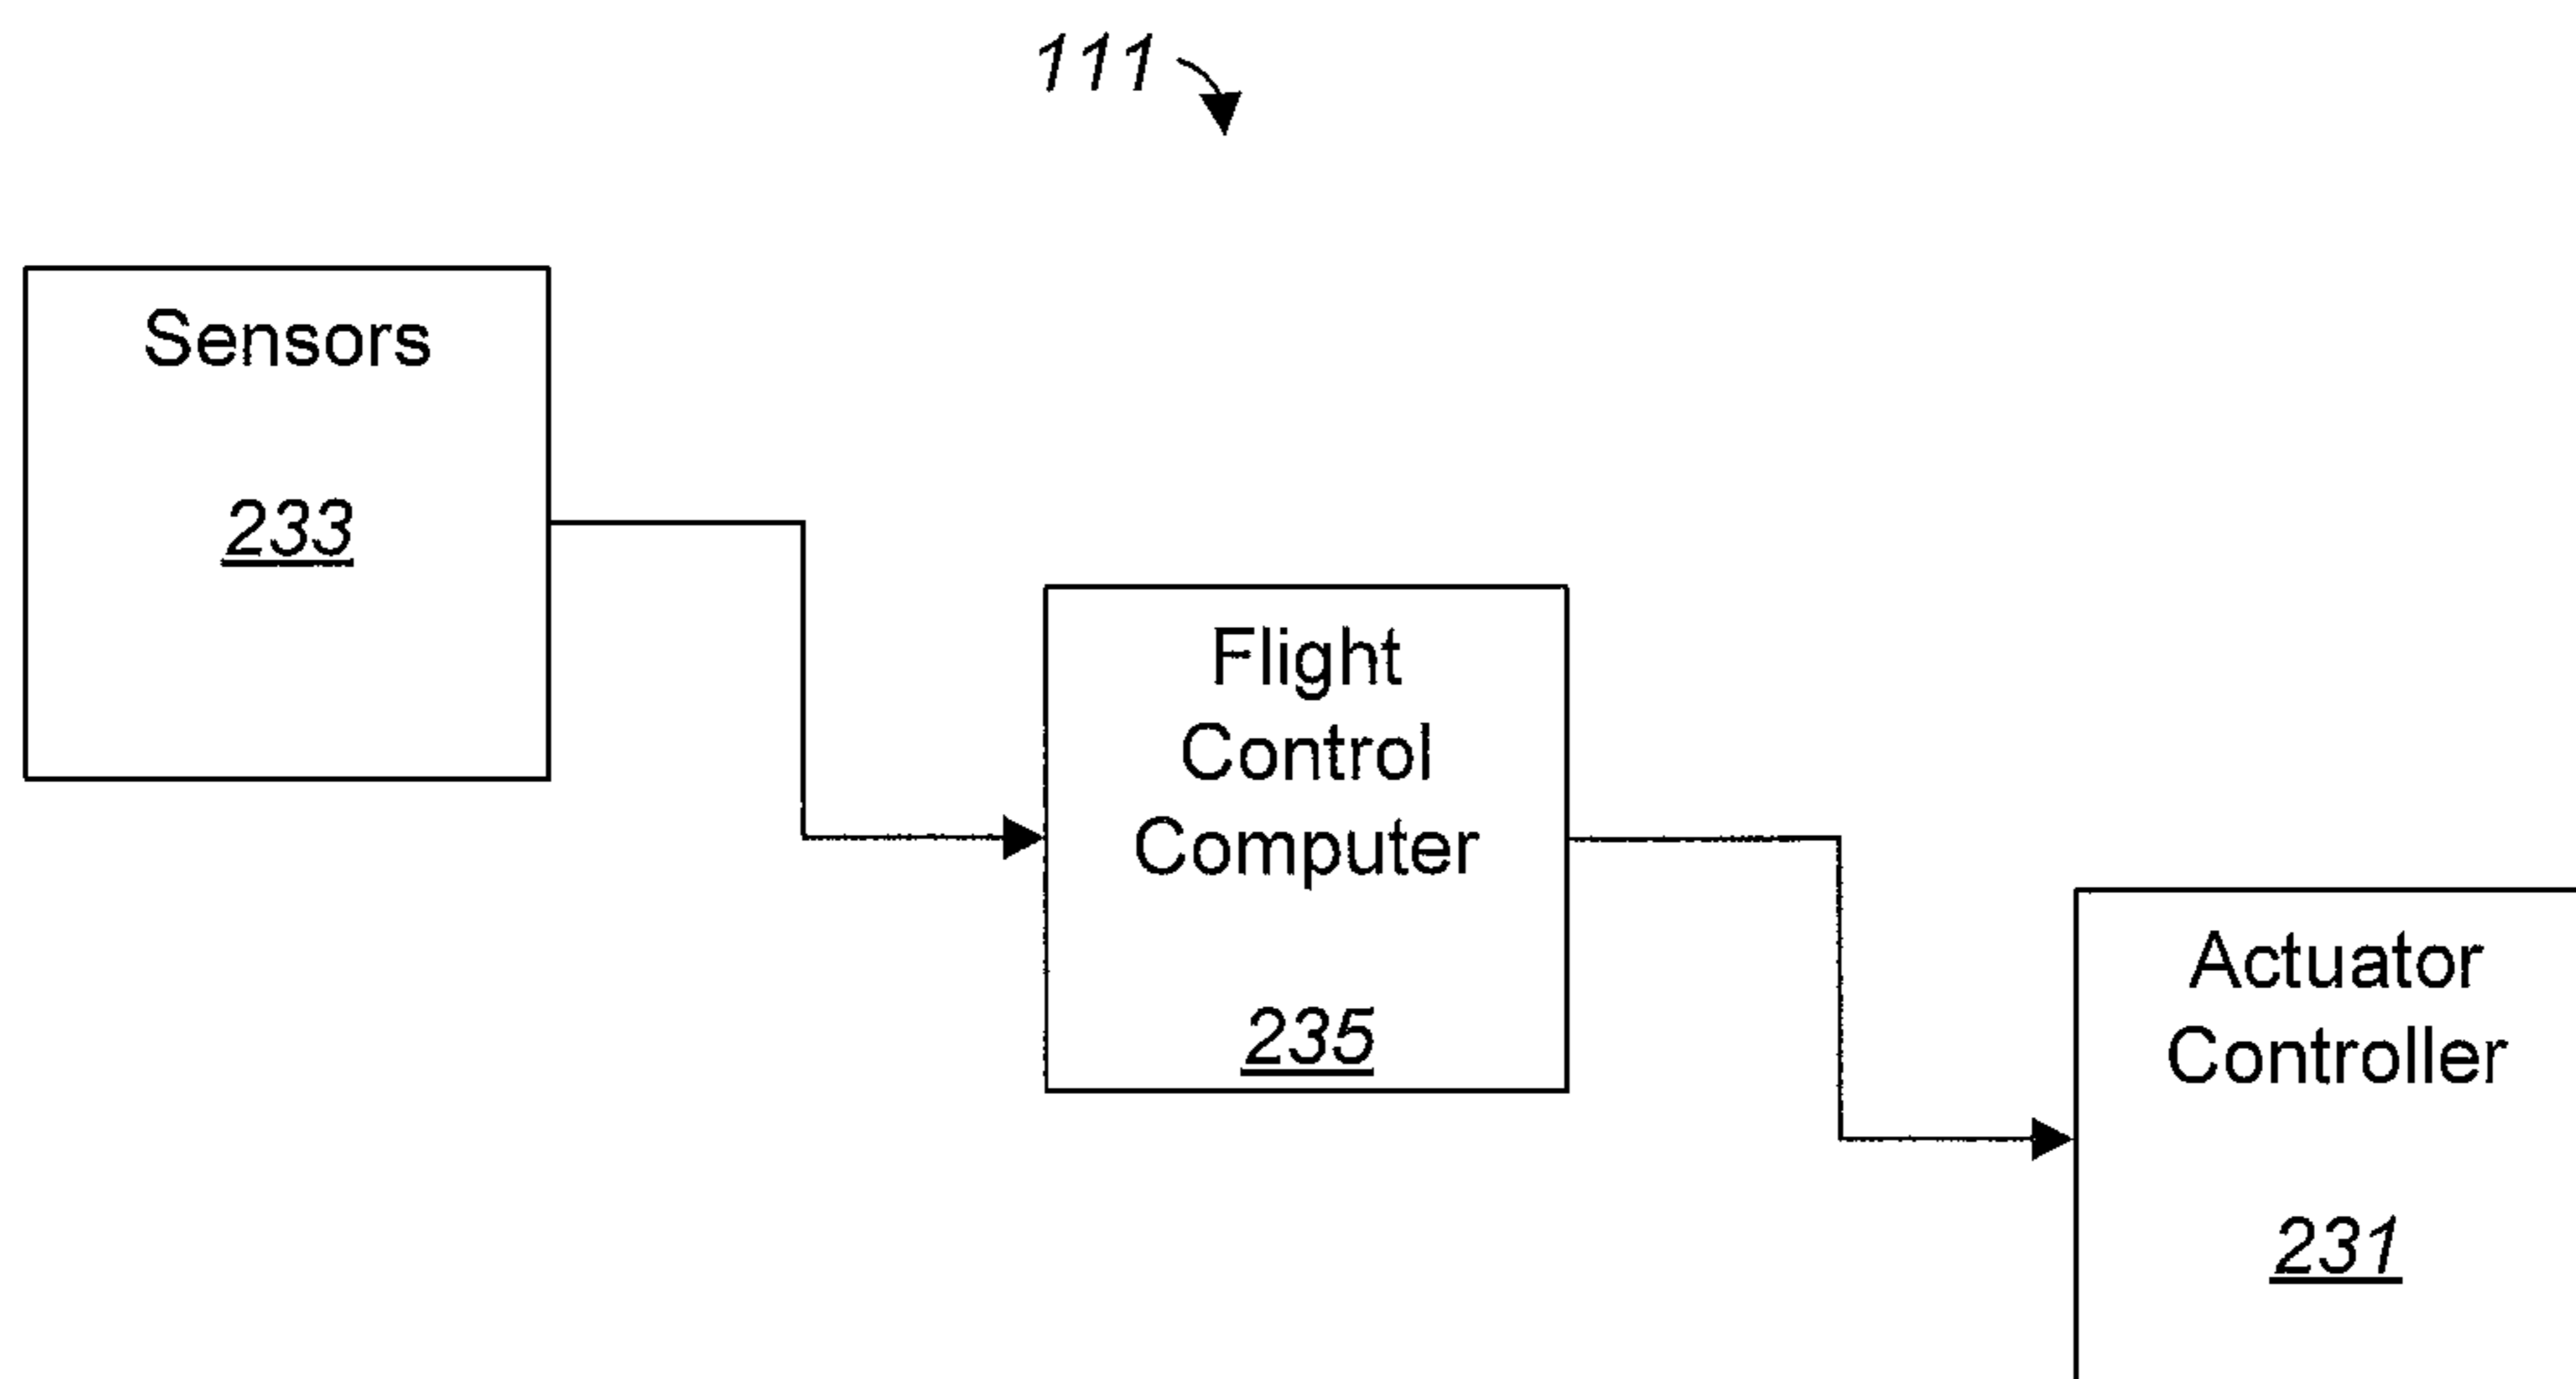 111
Sensors
233
Flight
Control
Computer
235
Actuator
Controller
231